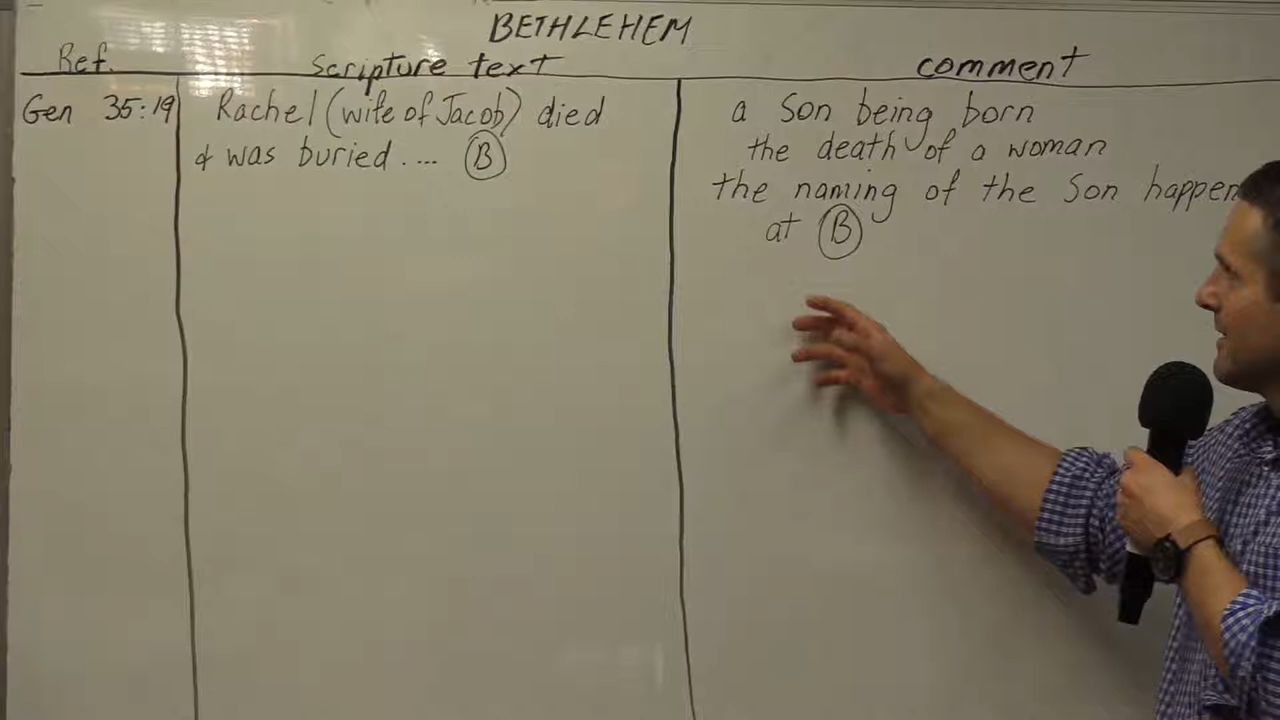 BETHLEHEM
Ref. Scripture text comment
Gen 35:19 Rachel (wife of Jacob) died
& was buried .... B
a Son being born
the death of a woman
the naming of the Son happen
at B